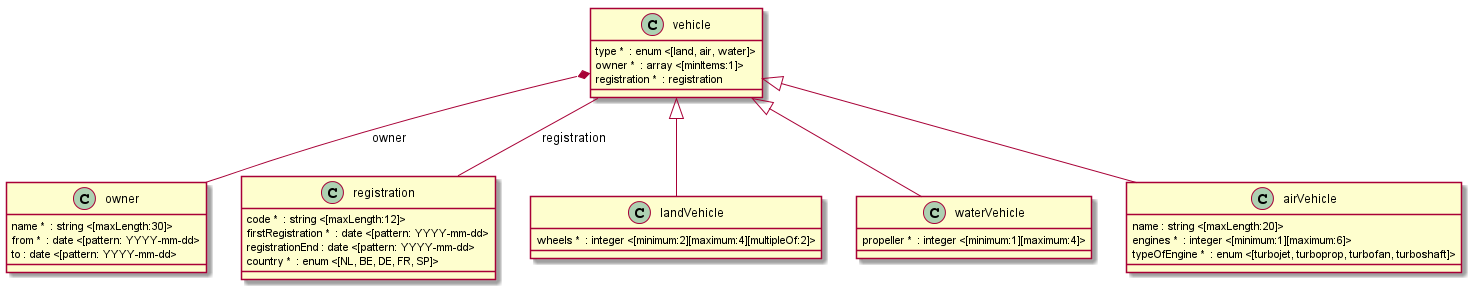 C vehicle
type * : enum <[land, air, water]>
owner * : array <[minItems:1]>
registration * : registration
owner
registration
C owner
name * : string <[maxLength:30]>
from * : date <[pattern: YYYY-mm-dd>
to : date <[pattern: YYYY-mm-dd>
C registration
code * : string <[maxLength:12]>
firstRegistration * : date <[pattern: YYYY-mm-dd>
registrationEnd : date <[pattern: YYYY-mm-dd>
country * : enum <[NL, BE, DE, FR, SP]>
C landVehicle
wheels * : integer <[minimum:2][maximum:4][multipleOf:2]>
C waterVehicle
propeller * : integer <[minimum:1][maximum:4]>
C airVehicle
name : string <[maxLength:20]>
engines * : integer <[minimum:1][maximum:6]>
typeOfEngine * : enum <[turbojet, turboprop, turbofan, turboshaft]>